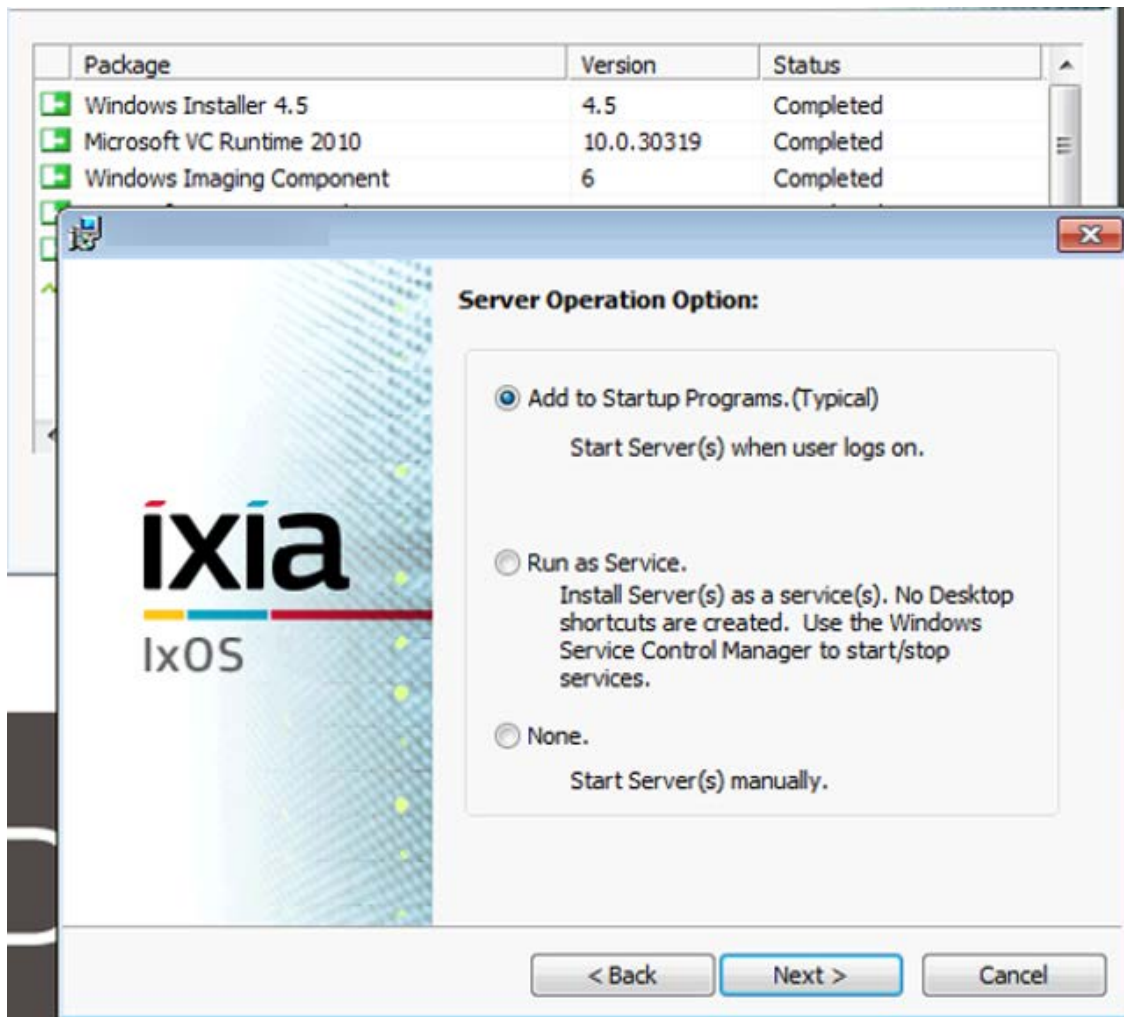 Package Version Status
Windows Installer 4.5 4.5 Completed
Microsoft VC Runtime 2010 10.0.30319 Completed
Windows Imaging Component 6 Completed
Server Operation Option:
Add to Startup Programs.(Typical)
Start Server(s) when user logs on.
Run as Service.
Install Server(s) as a service(s). No Desktop
shortcuts are created. Use the Windows
Service Control Manager to start/stop
services.
None.
Start Server(s) manually.
ixia
IxOS
< Back Next > Cancel